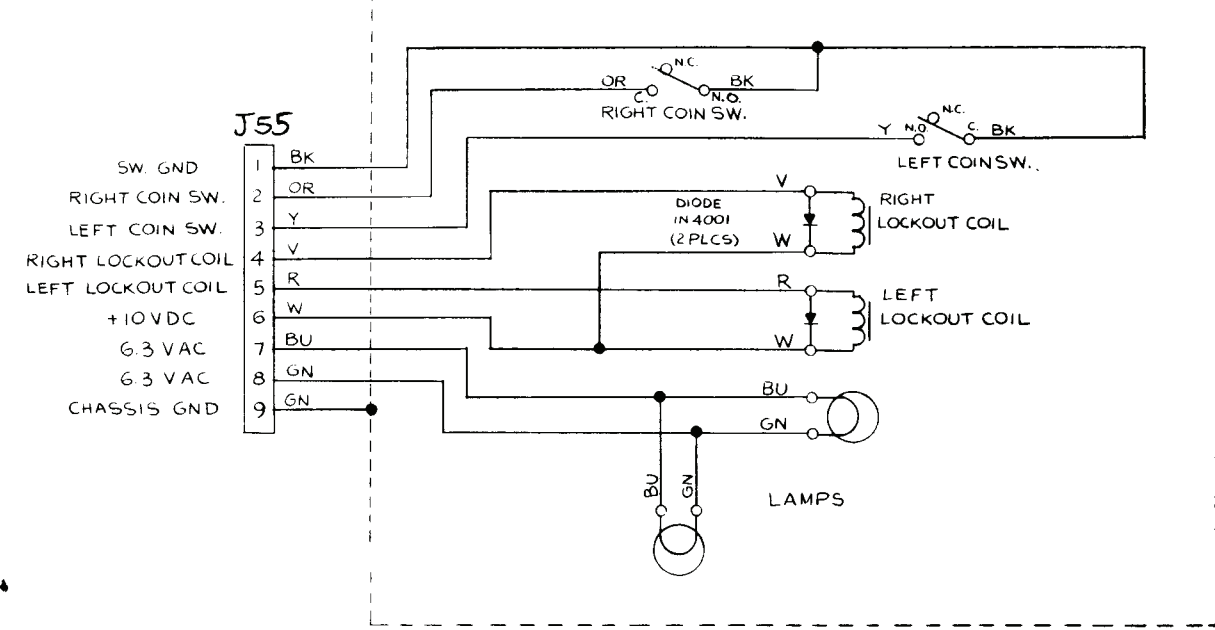 N.C.
OR
BK
C.
N.O.
RIGHT COIN SW.
J55
N.C.
Y
N.O.
C.
BK
LEFT COIN SW.
SW. GND
1
BK
RIGHT COIN SW.
2
OR
LEFT COIN SW.
3
Y
RIGHT LOCKOUT COIL
4
V
LEFT LOCKOUT COIL
5
R
+10VDC
6
W
6.3 VAC
7
BU
6.3 VAC
8
GN
CHASSIS GND
9
GN
V
DIODE
IN 4001
(2 PLCS)
W
RIGHT
LOCKOUT COIL
R
W
LEFT
LOCKOUT COIL
BU
GN
BU
GN
LAMPS